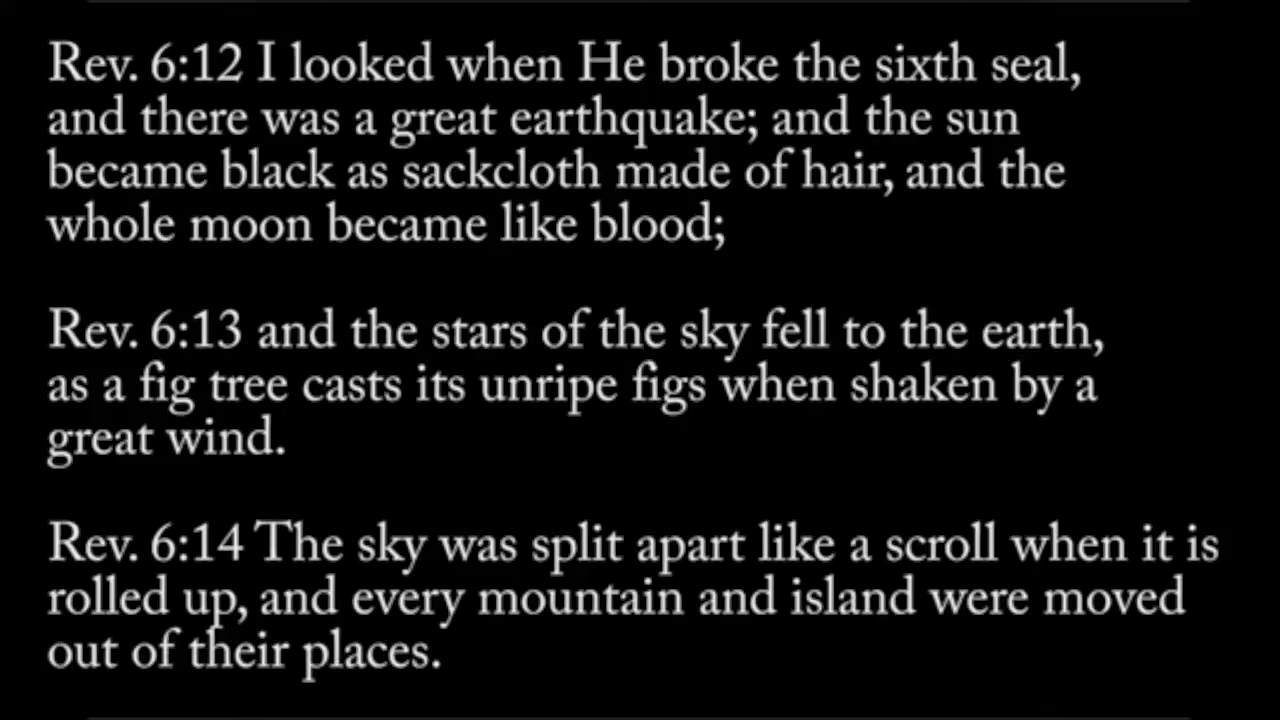 Rev. 6:12 I looked when He broke the sixth seal,
and there was a great earthquake; and the sun
became black as sackcloth made of hair, and the
whole moon became like blood;
Rev. 6:13 and the stars of the sky fell to the earth,
as a fig tree casts its unripe figs when shaken by a
great wind.
Rev. 6:14 The sky was split apart like a scroll when it is
rolled up, and every mountain and island were moved
out of their places.